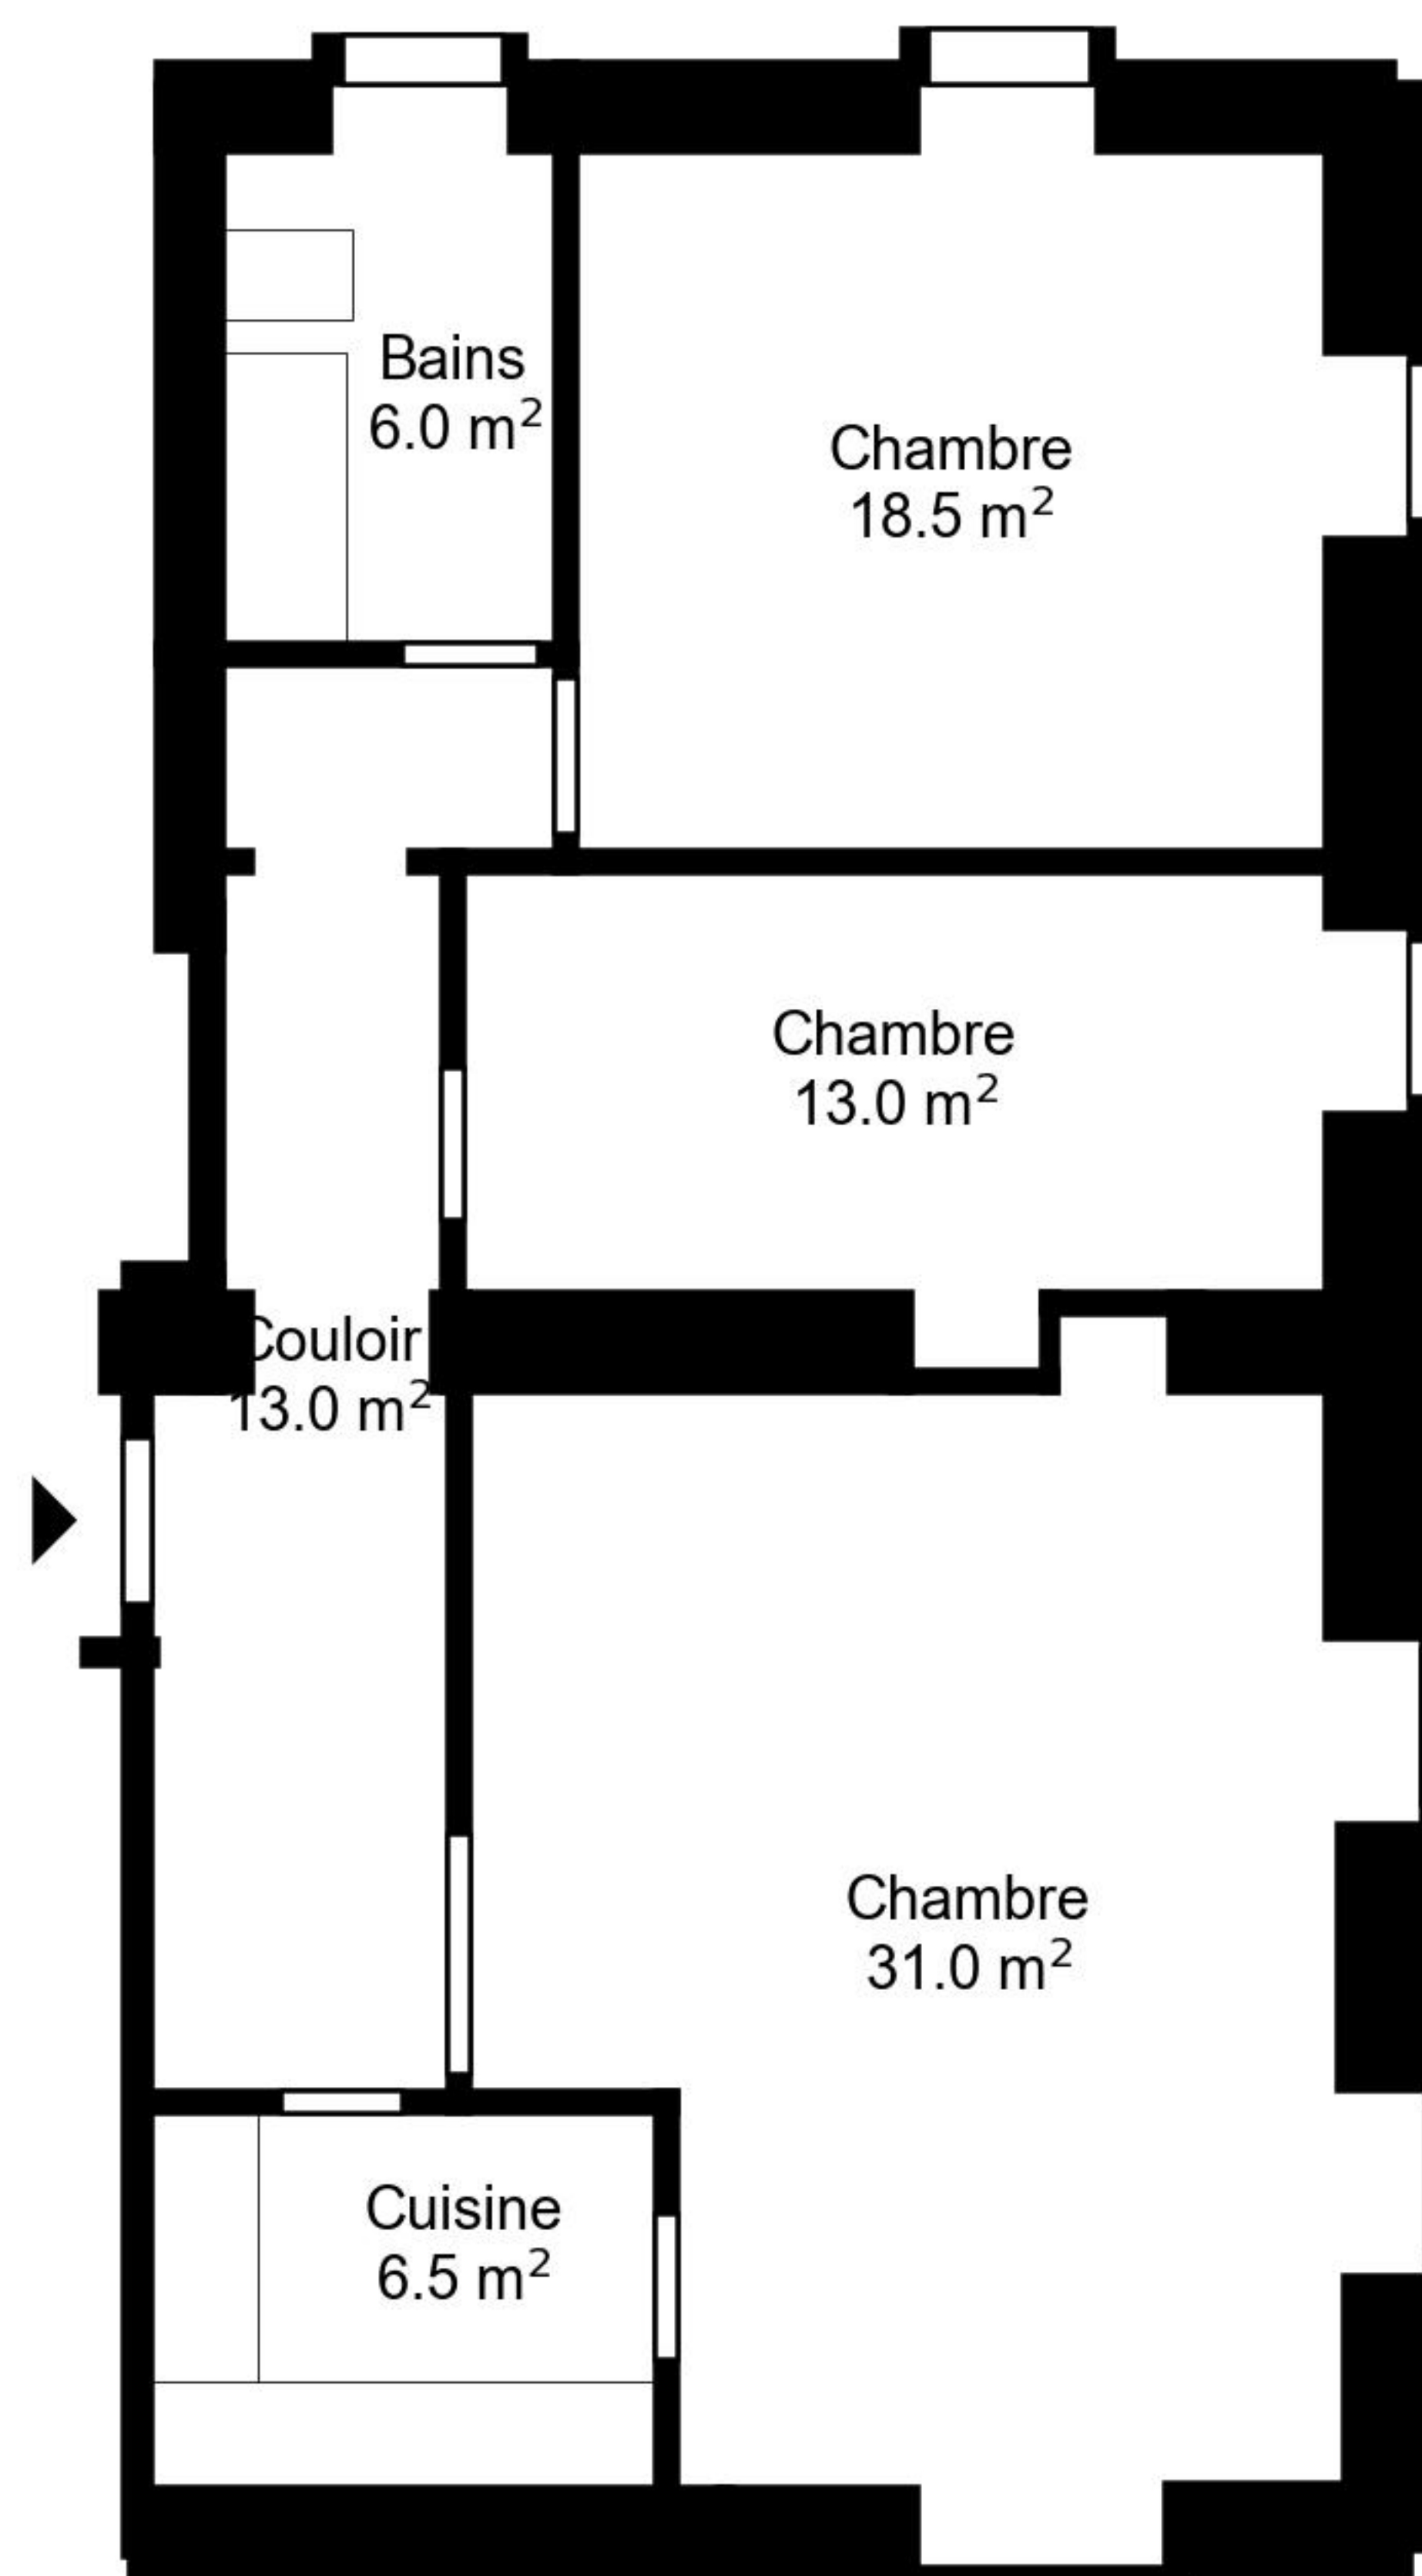 Bains
6.0 m²
Chambre
18.5 m²
Chambre
13.0 m²
Couloir
13.0 m²
Chambre
31.0 m²
Cuisine
6.5 m²